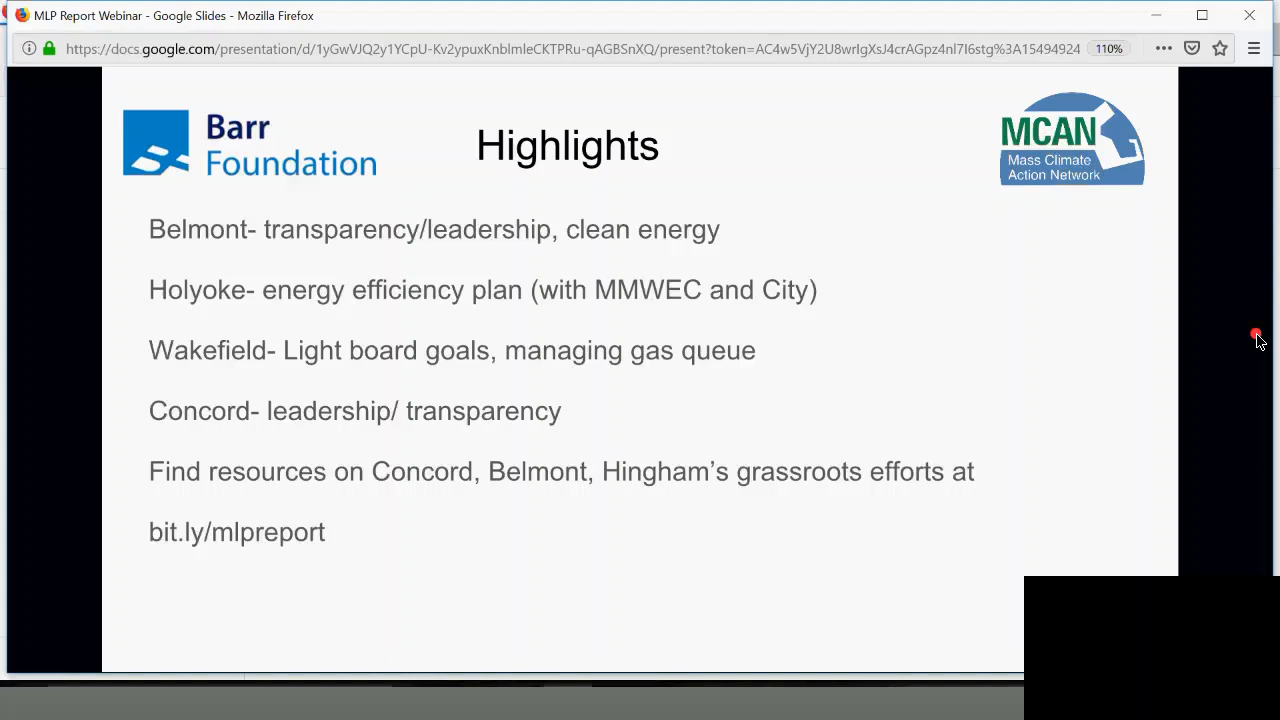 MLP Report Webinar - Google Slides - Mozilla Firefox
https://docs.google.com/presentation/d/1yGwVJQ2y1YCpU-Kv2ypuxKnblmleCKTPRu-qAGBSnXQ/present?token=AC4w5VjY2U8wrIgXsJ4crAGpz4nl7I6stg%3A15494924
110%
Barr
Foundation
Highlights
MCAN
Mass Climate
Action Network
Belmont- transparency/leadership, clean energy
Holyoke- energy efficiency plan (with MMWEC and City)
Wakefield- Light board goals, managing gas queue
Concord- leadership/ transparency
Find resources on Concord, Belmont, Hingham’s grassroots efforts at
bit.ly/mlpreport